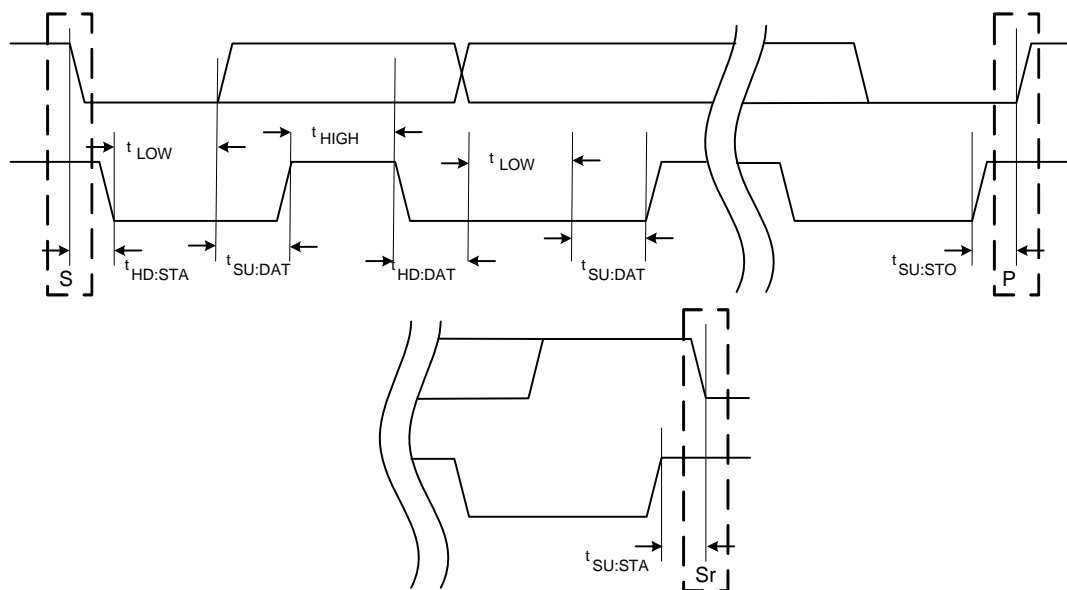 t LOW
t HIGH
t LOW
t HD:STA
t SU:DAT
t HD:DAT
t SU:DAT
t SU:STO
S
P
t SU:STA
Sr